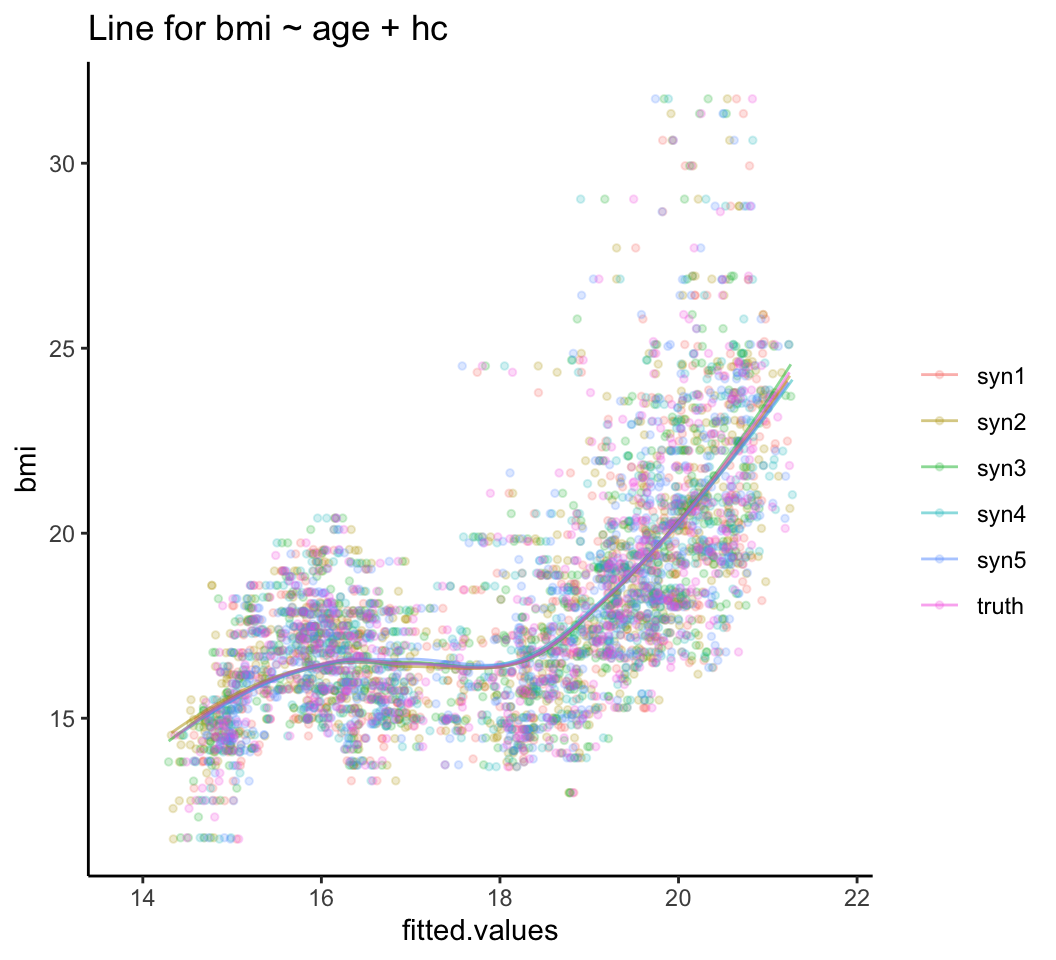 Line for bmi ~ age + hc
bmi
30
25
20
15
14
16
18
20
22
fitted.values
syn1
syn2
syn3
syn4
syn5
truth